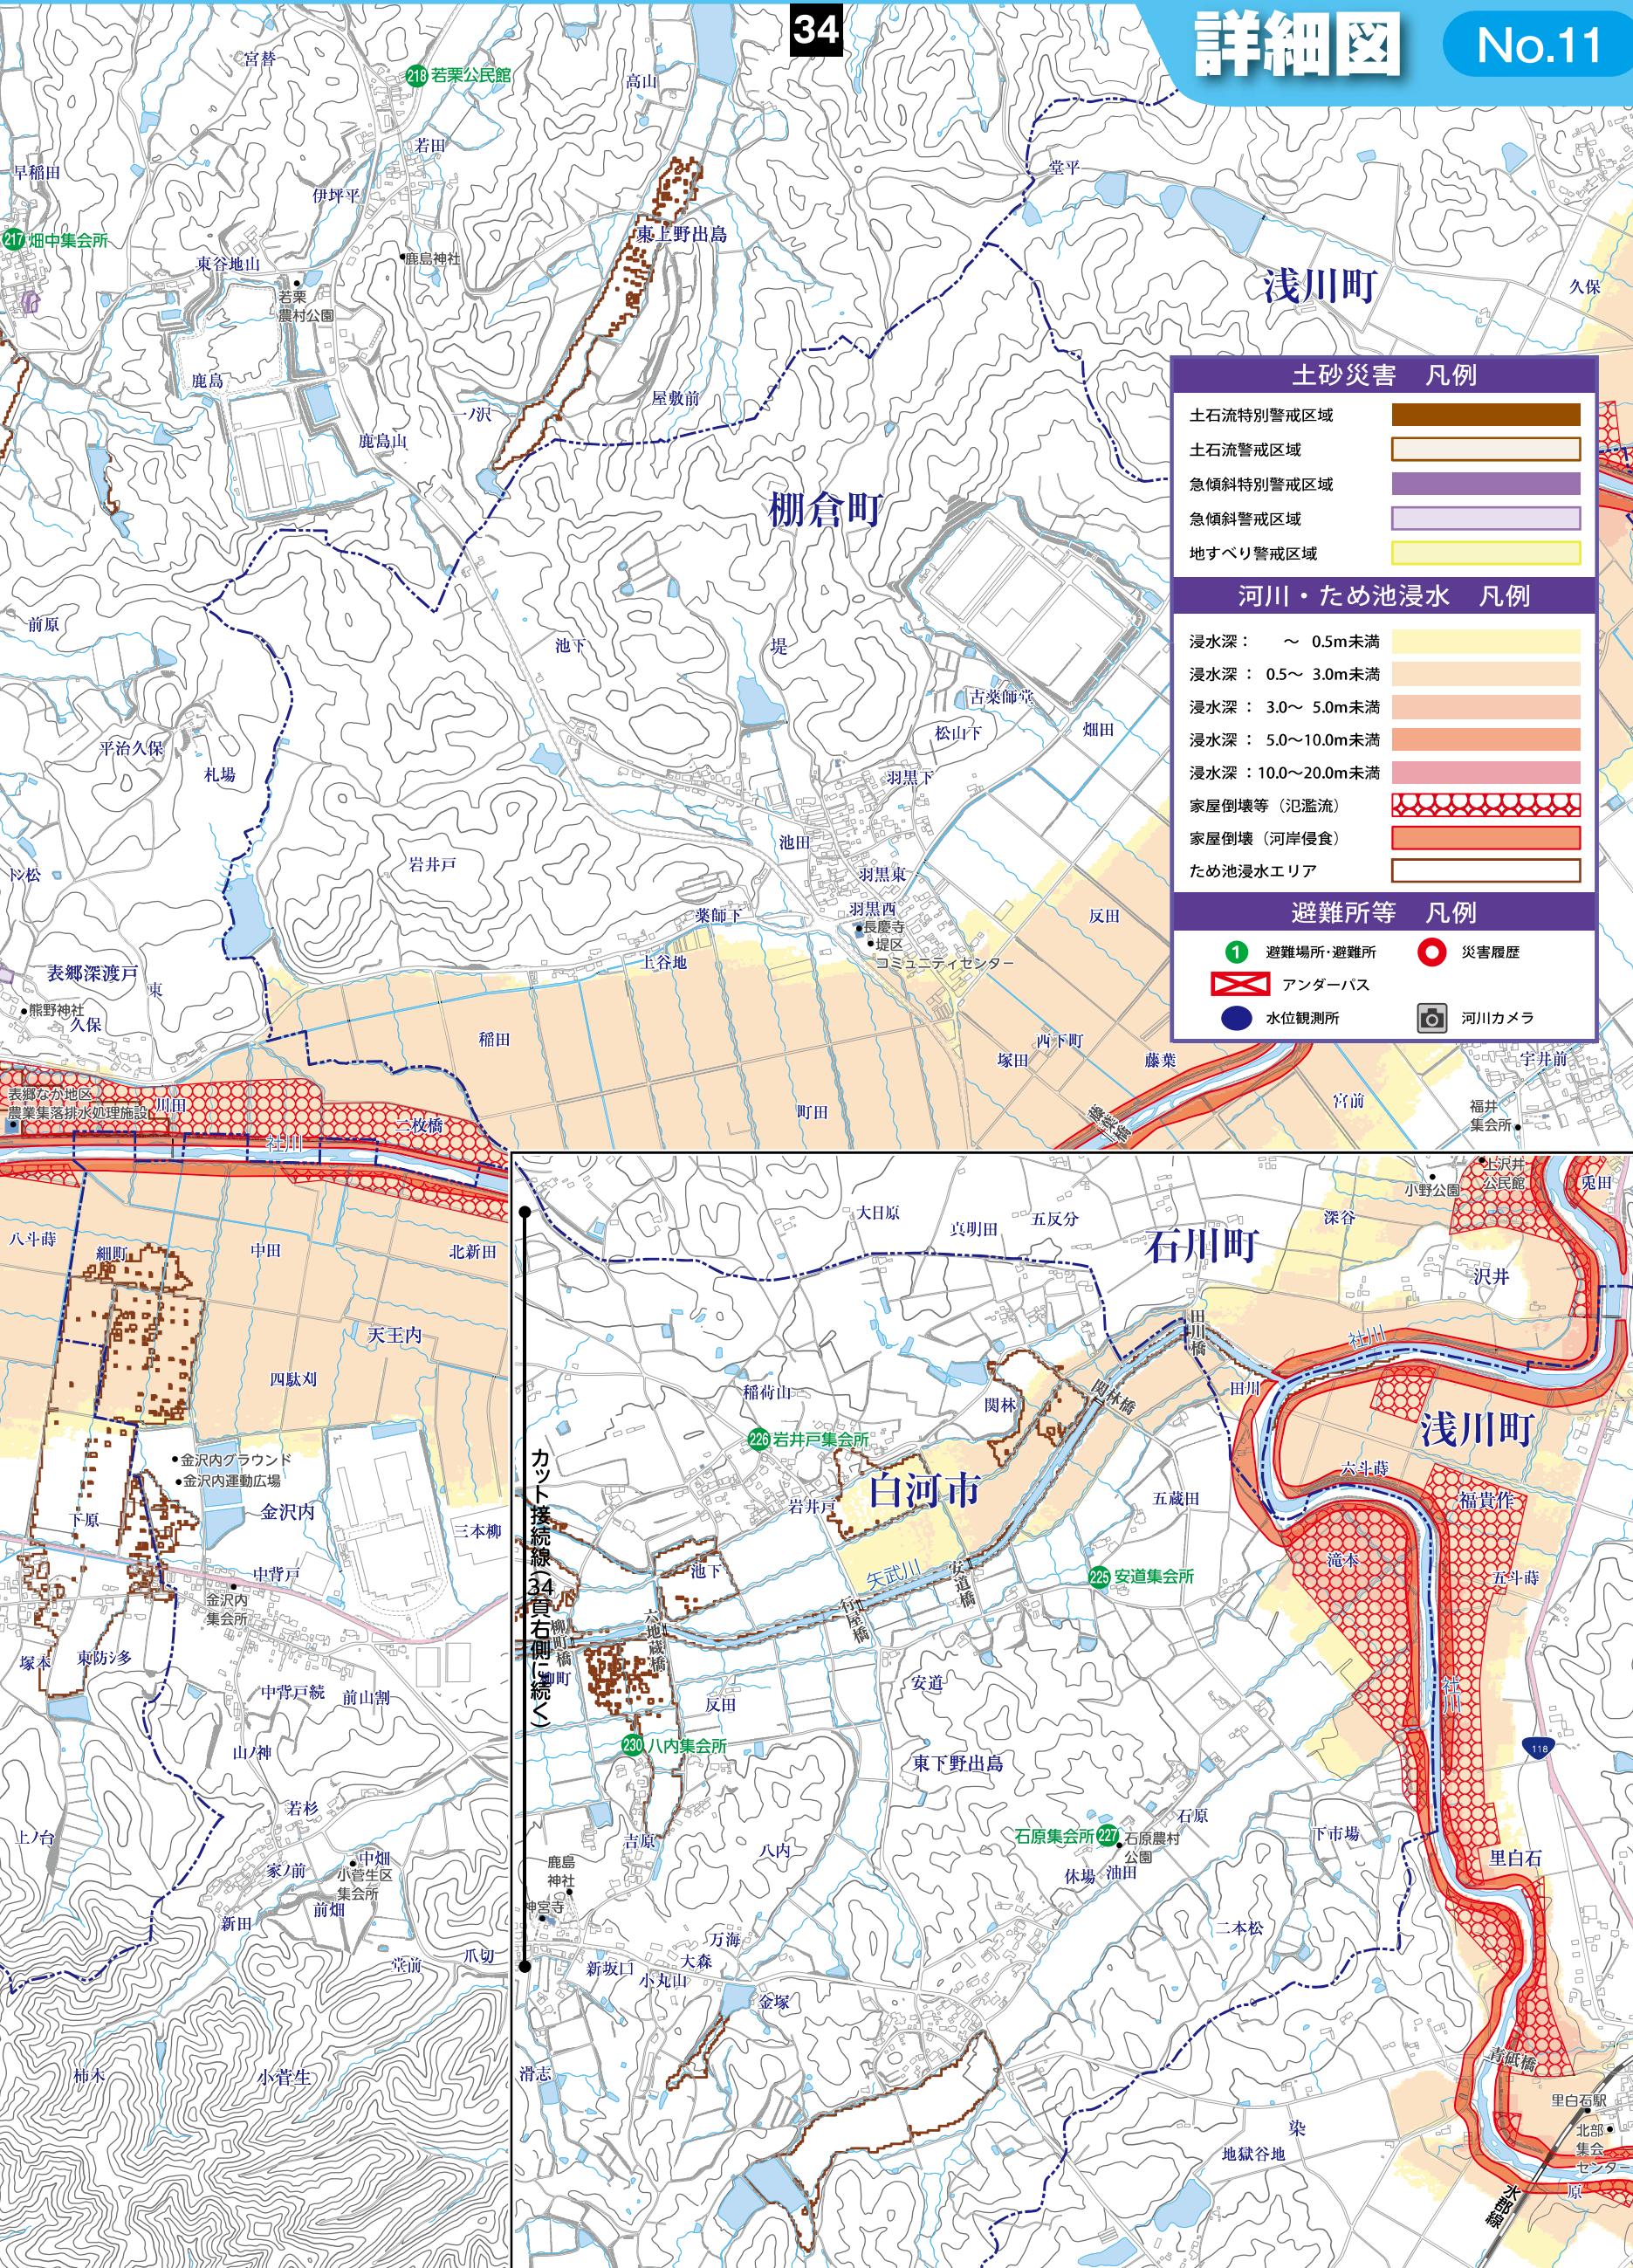 34
詳細図 No.11
宮替
218 若栗公民館
高山
若田
早稲田
伊坪平
堂平
217 畑中集会所
東上野出島
東谷地山
鹿島神社
若栗
農村公園
浅川町
久保
鹿島
一ノ沢
屋敷前
鹿島山
棚倉町
土砂災害 凡例
土石流特別警戒区域
土石流警戒区域
急傾斜特別警戒区域
急傾斜警戒区域
地すべり警戒区域
河川・ため池浸水 凡例
浸水深： ～ 0.5m未満
浸水深： 0.5～ 3.0m未満
浸水深： 3.0～ 5.0m未満
浸水深： 5.0～10.0m未満
浸水深：10.0～20.0m未満
家屋倒壊等（氾濫流）
家屋倒壊（河岸侵食）
ため池浸水エリア
避難所等 凡例
1 避難場所･避難所
災害履歴
アンダーパス
水位観測所
河川カメラ
前原
池下
堤
古薬師堂
松山下
畑田
平治久保
札場
羽黒下
池田
岩井戸
羽黒東
薬師下
羽黒西
長慶寺
堤区
コミュニティセンター
反田
上谷地
表郷深渡戸
東
熊野神社
久保
稲田
西下町
塚田
藤葉
宇井前
宮前
福井
集会所
表郷なか地区
農業集落排水処理施設
川田
二枚橋
町田
社川
八斗蒔
細町
中田
北新田
天王内
四駄刈
金沢内グラウンド
金沢内運動広場
下原
金沢内
三本柳
中背戸
金沢内
集会所
塚本
東防シ多
中背戸続
前山割
山ノ神
若杉
上ノ台
中畑
家ノ前
小菅生区
集会所
前畑
新田
堂前
爪切
柿木
小菅生
カット接続線（34頁右側に続く）
大日原
真明田
五反分
石川町
小野公園
上沢井
公民館
兎田
深谷
沢井
田川橋
社川
稲荷山
関林
関林橋
田川
浅川町
226 岩井戸集会所
白河市
六斗蒔
岩井戸
五蔵田
福貴作
滝本
矢武川
安道橋
225 安道集会所
五斗蒔
池下
行屋橋
六地蔵橋
柳町橋
柳町
反田
安道
社川
230 八内集会所
118
東下野出島
石原
石原集会所 227
石原農村
公園
下市場
吉原
八内
里白石
鹿島
神社
休場
油田
神宮寺
二本松
万海
新坂口
大森
小丸山
金塚
滑志
青砥橋
里白石駅
染
北部
集会
センター
地獄谷地
原
水郡線